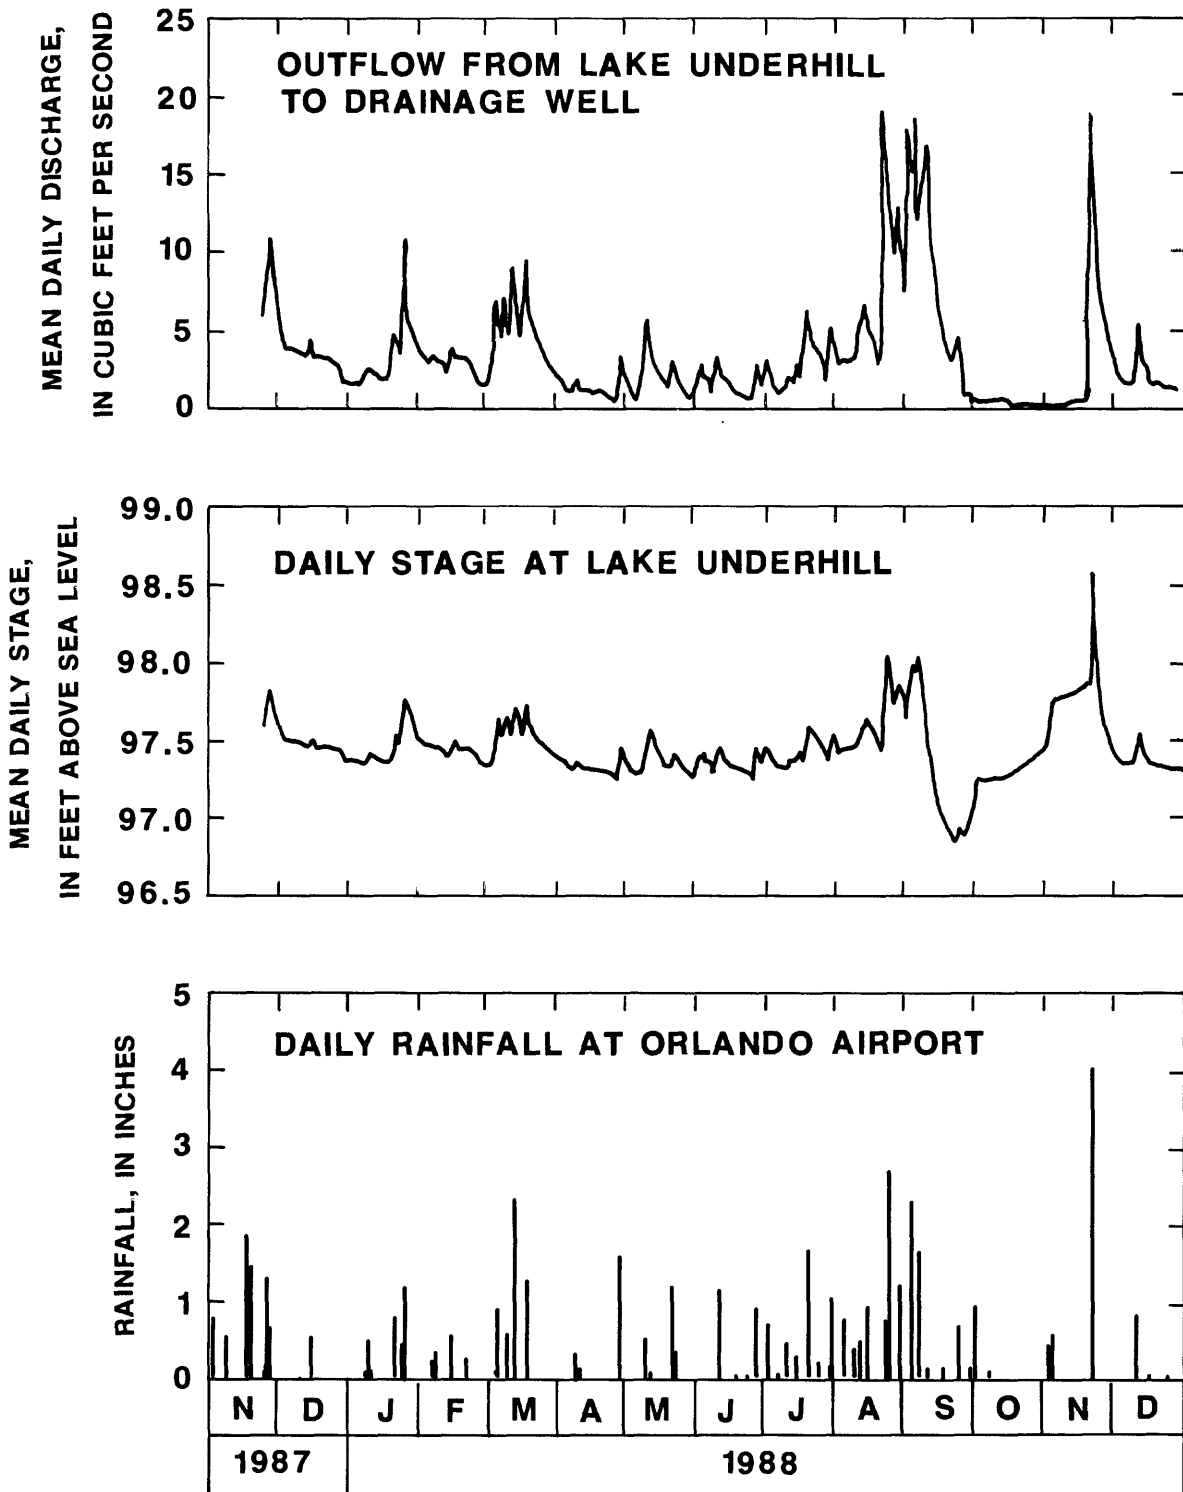 MEAN DAILY DISCHARGE,
IN CUBIC FEET PER SECOND
25
20
15
10
5
0
OUTFLOW FROM LAKE UNDERHILL
TO DRAINAGE WELL
MEAN DAILY STAGE,
IN FEET ABOVE SEA LEVEL
99.0
98.5
98.0
97.5
97.0
96.5
DAILY STAGE AT LAKE UNDERHILL
RAINFALL, IN INCHES
5
4
3
2
1
0
DAILY RAINFALL AT ORLANDO AIRPORT
N D J F M A M J J A S O N D
1987 1988